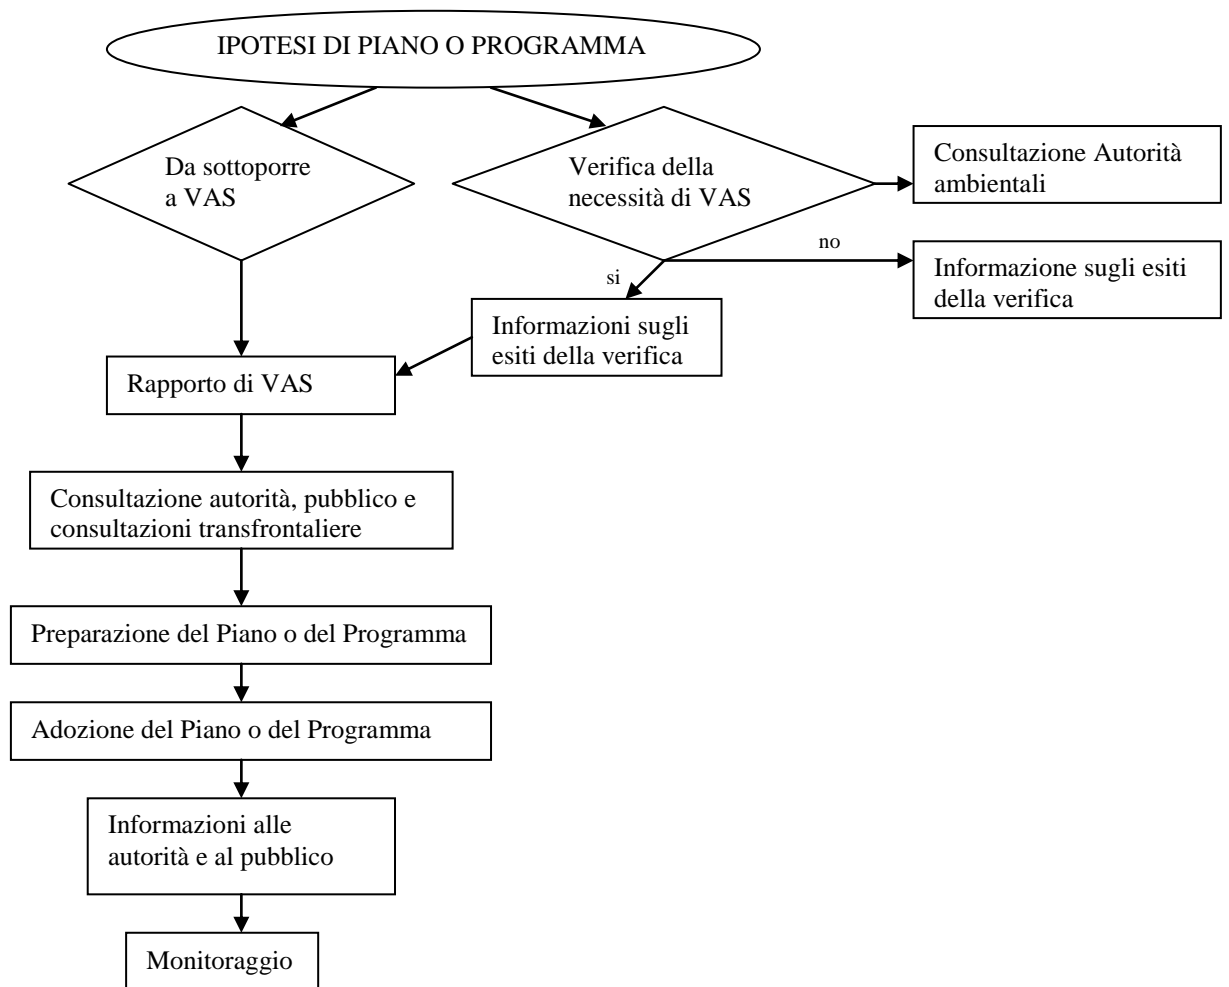 IPOTESI DI PIANO O PROGRAMMA
Da sottoporre
a VAS
Verifica della
necessità di VAS
Consultazione Autorità
ambientali
no
Informazione sugli esiti
della verifica
si
Informazioni sugli
esiti della verifica
Rapporto di VAS
Consultazione autorità, pubblico e
consultazioni transfrontaliere
Preparazione del Piano o del Programma
Adozione del Piano o del Programma
Informazioni alle
autorità e al pubblico
Monitoraggio